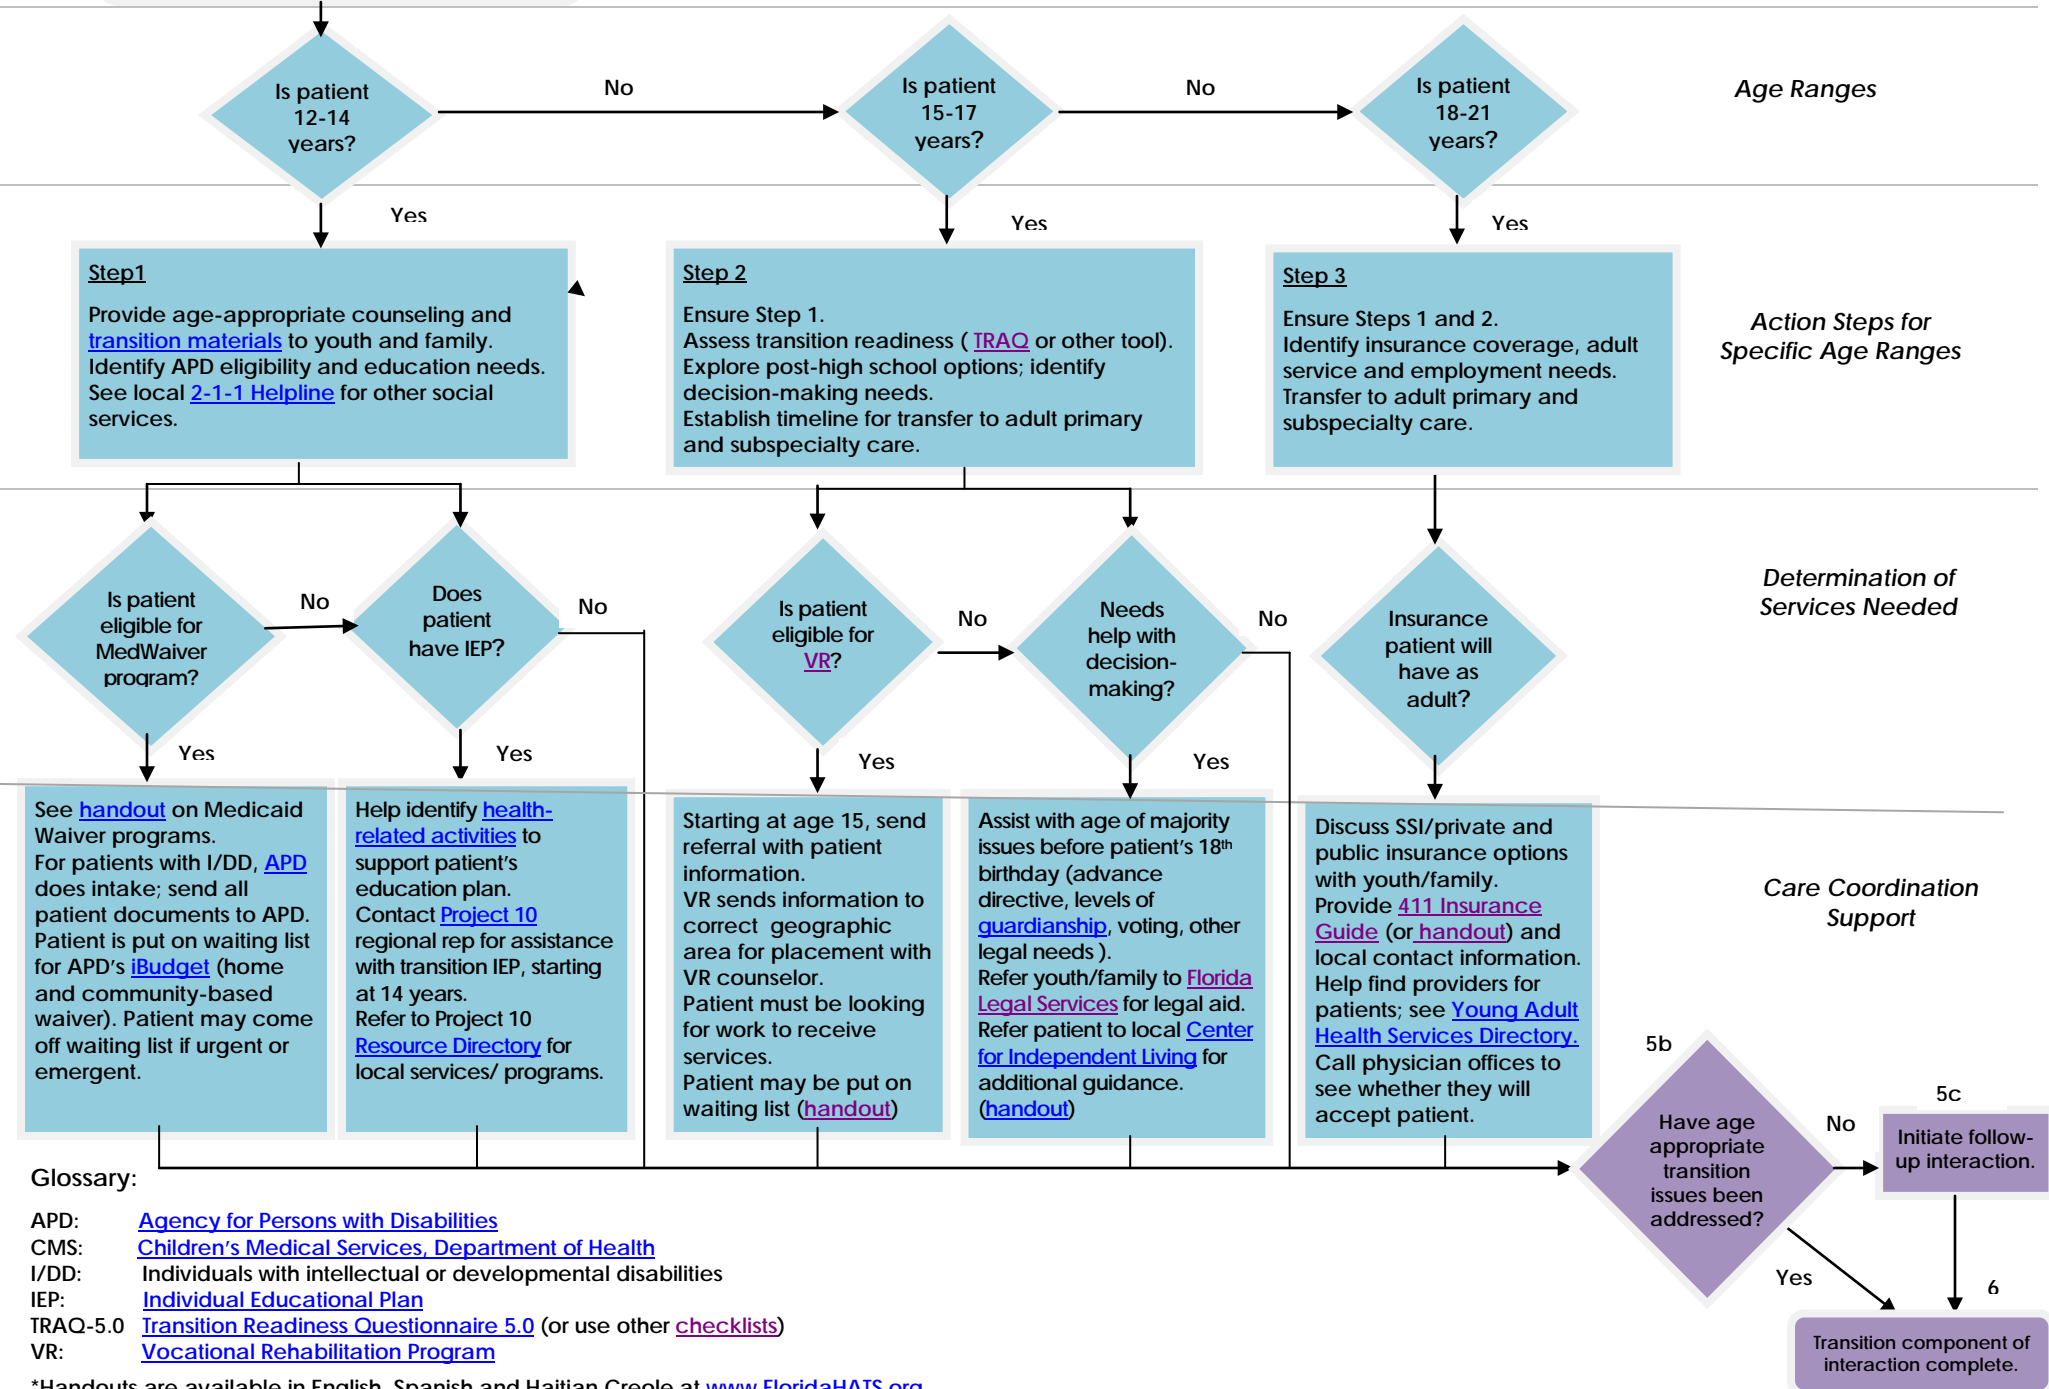 Is patient
12-14
years?
No
Is patient
15-17
years?
No
Is patient
18-21
years?
Age Ranges
Yes
Yes
Yes
Step1
Provide age-appropriate counseling and
transition materials to youth and family.
Identify APD eligibility and education needs.
See local 2-1-1 Helpline for other social
services.
Step 2
Ensure Step 1.
Assess transition readiness ( TRAQ or other tool).
Explore post-high school options; identify
decision-making needs.
Establish timeline for transfer to adult primary
and subspecialty care.
Step 3
Ensure Steps 1 and 2.
Identify insurance coverage, adult
service and employment needs.
Transfer to adult primary and
subspecialty care.
Action Steps for
Specific Age Ranges
Is patient
eligible for
MedWaiver
program?
No
Does
patient
have IEP?
No
Is patient
eligible for
VR?
No
Needs
help with
decision-
making?
No
Insurance
patient will
have as
adult?
Determination of
Services Needed
Yes
Yes
Yes
Yes
See handout on Medicaid
Waiver programs.
For patients with I/DD, APD
does intake; send all
patient documents to APD.
Patient is put on waiting list
for APD's iBudget (home
and community-based
waiver). Patient may come
off waiting list if urgent or
emergent.
Help identify health-
related activities to
support patient's
education plan.
Contact Project 10
regional rep for assistance
with transition IEP, starting
at 14 years.
Refer to Project 10
Resource Directory for
local services/ programs.
Starting at age 15, send
referral with patient
information.
VR sends information to
correct geographic
area for placement with
VR counselor.
Patient must be looking
for work to receive
services.
Patient may be put on
waiting list (handout)
Assist with age of majority
issues before patient's 18th
birthday (advance
directive, levels of
guardianship, voting, other
legal needs ).
Refer youth/family to Florida
Legal Services for legal aid.
Refer patient to local Center
for Independent Living for
additional guidance.
(handout)
Discuss SSI/private and
public insurance options
with youth/family.
Provide 411 Insurance
Guide (or handout) and
local contact information.
Help find providers for
patients; see Young Adult
Health Services Directory.
Call physician offices to
see whether they will
accept patient.
Care Coordination
Support
5b
Have age
appropriate
transition
issues been
addressed?
No
5c
Initiate follow-
up interaction.
Yes
6
Transition component of
interaction complete.
Glossary:
APD: Agency for Persons with Disabilities
CMS: Children's Medical Services, Department of Health
I/DD: Individuals with intellectual or developmental disabilities
IEP: Individual Educational Plan
TRAQ-5.0 Transition Readiness Questionnaire 5.0 (or use other checklists)
VR: Vocational Rehabilitation Program
*Handouts are available in English, Spanish and Haitian Creole at www.FloridaHATS.org